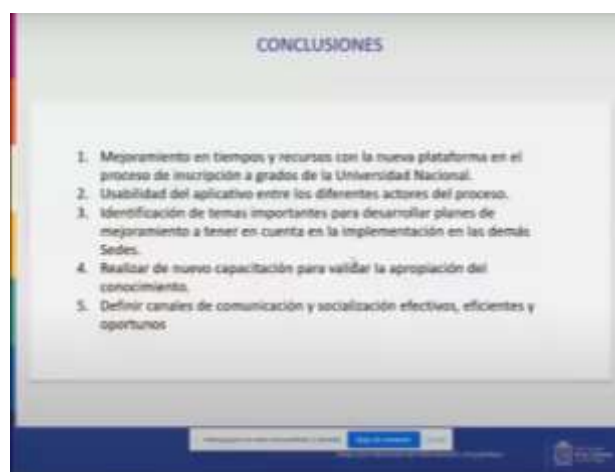 CONCLUSIONES
1. Mejoramiento en tiempos y recursos con la nueva plataforma en el
proceso de inscripción a grados de la Universidad Nacional.
2. Usabilidad del aplicativo entre los diferentes actores del proceso.
3. Identificación de temas importantes para desarrollar planes de
mejoramiento a tener en cuenta en la implementación en las demás
Sedes.
4. Realizar de nuevo capacitación para validar la apropiación del
conocimiento.
5. Definir canales de comunicación y socialización efectivos, eficientes y
oportunos